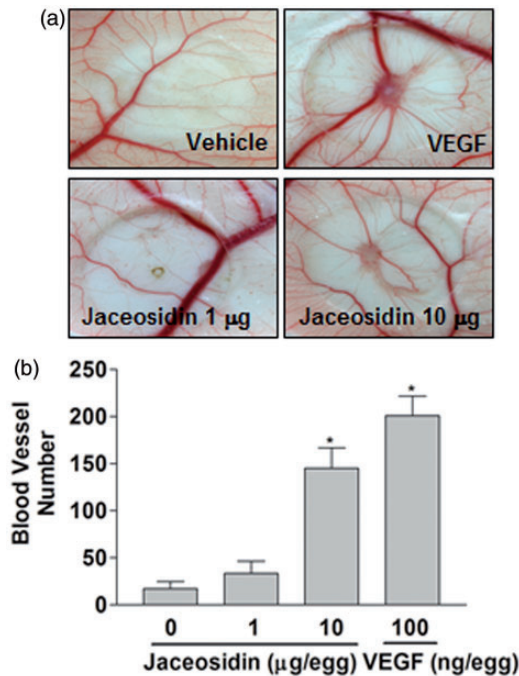 (a)
Vehicle
VEGF
Jaceosidin 1 μg
Jaceosidin 10 μg
(b)
250
200
150
100
50
0
Blood Vessel
Number
*
*
0 1 10 100
Jaceosidin (μg/egg) VEGF (ng/egg)